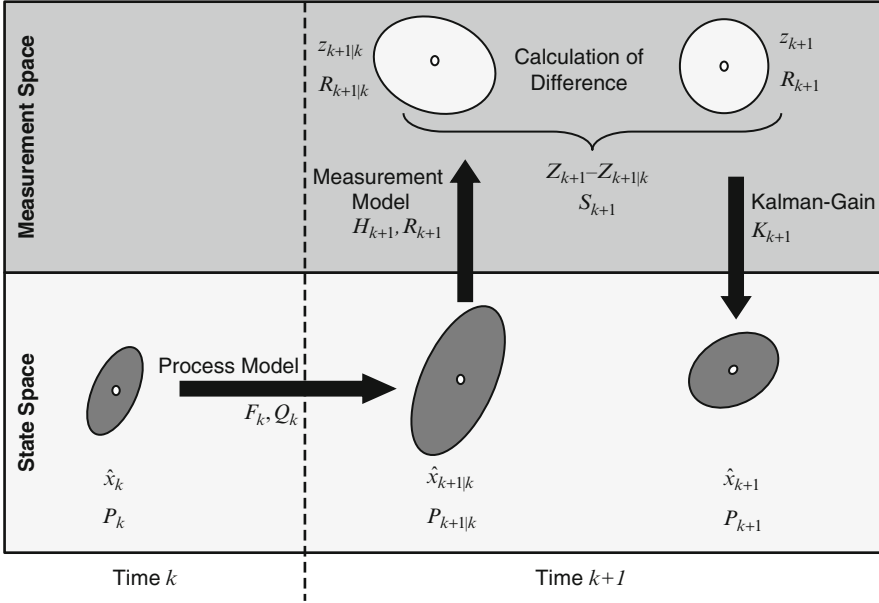 Measurement Space
z_{k+1|k}
R_{k+1|k}
Calculation of
Difference
z_{k+1}
R_{k+1}
Z_{k+1}–Z_{k+1|k}
S_{k+1}
Measurement
Model
H_{k+1}, R_{k+1}
Kalman-Gain
K_{k+1}
State Space
Process Model
F_k, Q_k
x̂_k
P_k
x̂_{k+1|k}
P_{k+1|k}
x̂_{k+1}
P_{k+1}
Time k
Time k+1